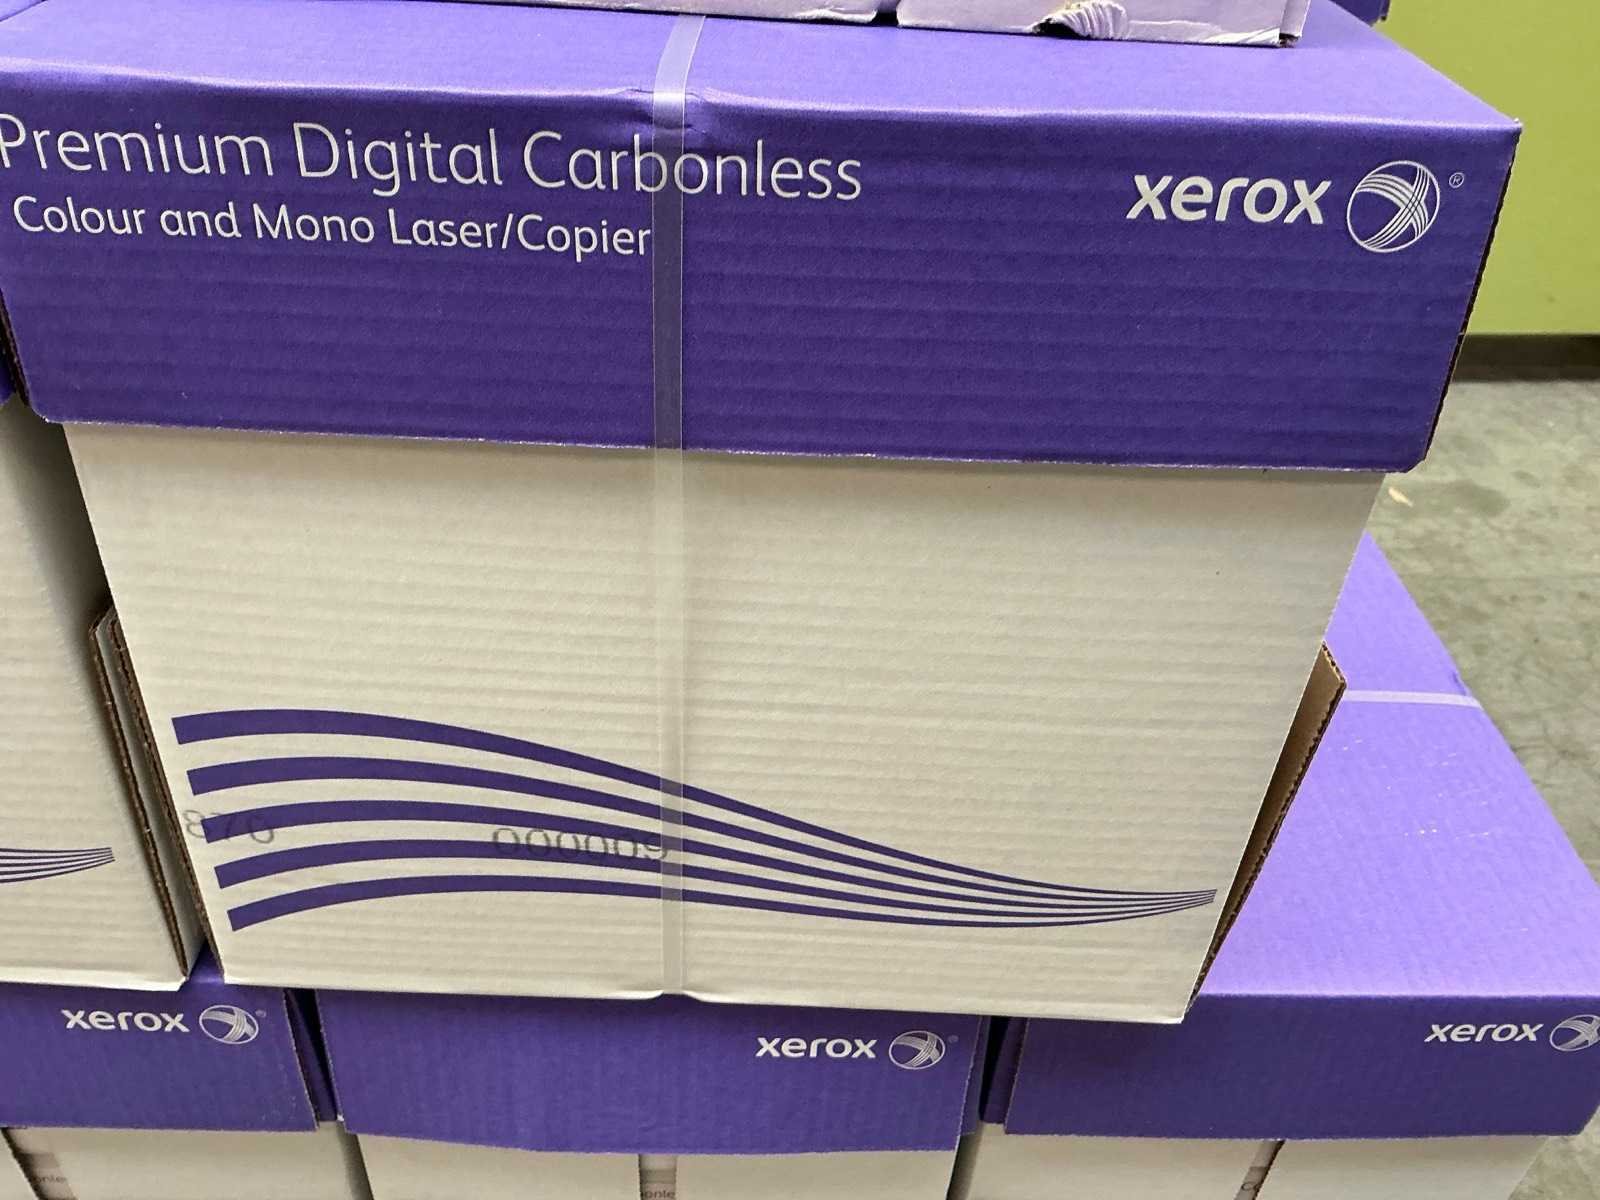 Premium Digital Carbonless
Colour and Mono Laser/Copier
xerox ®
000009
xerox
xerox
xerox